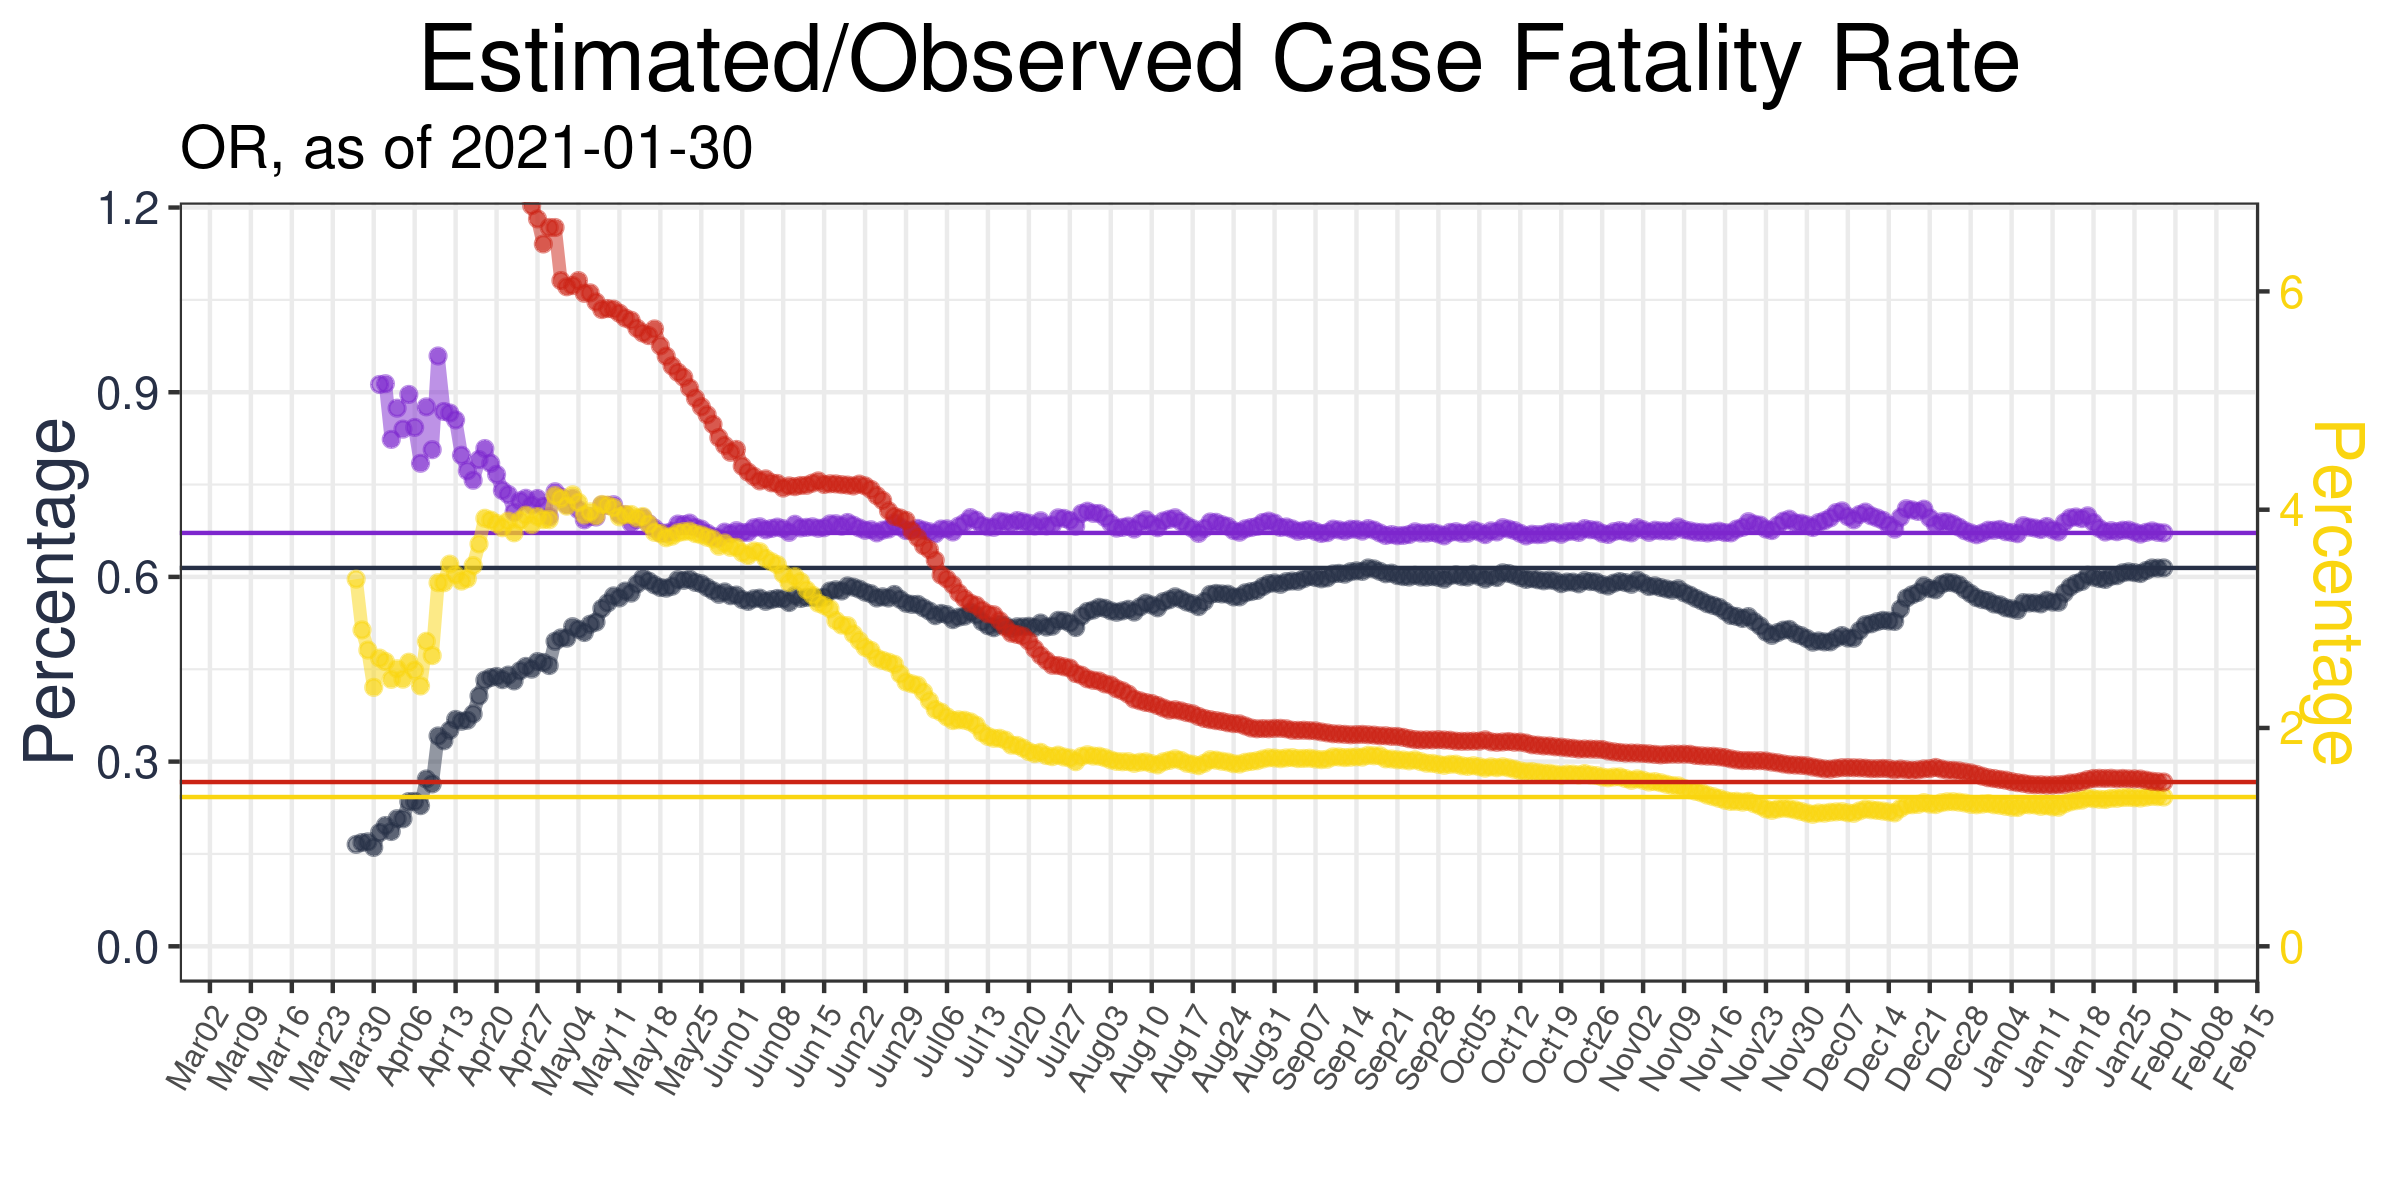 Estimated/Observed Case Fatality Rate
OR, as of 2021-01-30
Percentage
1.2
0.9
0.6
0.3
0.0
6
4
2
0
Percentage
Mar02 Mar09 Mar16 Mar23 Mar30 Apr06 Apr13 Apr20 Apr27 May04 May11 May18 May25 Jun01 Jun08 Jun15 Jun22 Jun29 Jul06 Jul13 Jul20 Jul27 Aug03 Aug10 Aug17 Aug24 Aug31 Sep07 Sep14 Sep21 Sep28 Oct05 Oct12 Oct19 Oct26 Nov02 Nov09 Nov16 Nov23 Nov30 Dec07 Dec14 Dec21 Dec28 Jan04 Jan11 Jan18 Jan25 Feb01 Feb08 Feb15